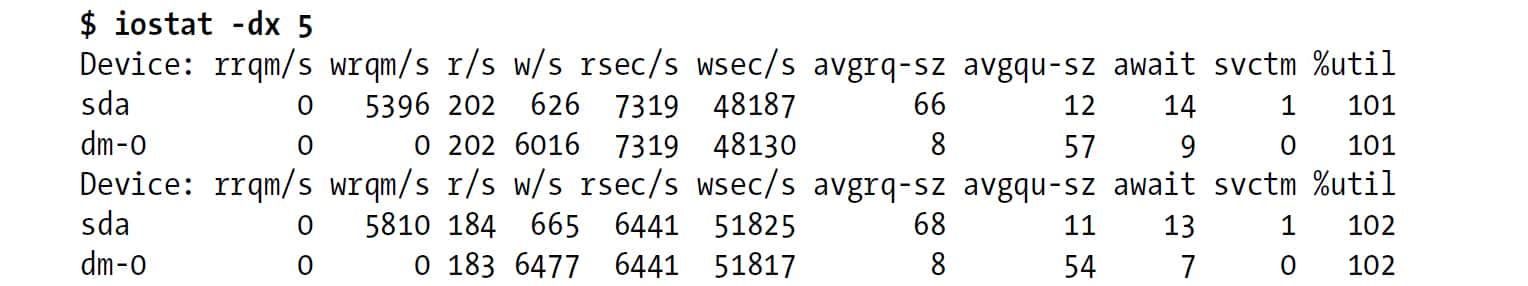 $ iostat -dx 5
Device: rrqm/s wrqm/s r/s w/s rsec/s wsec/s avgrq-sz avgqu-sz await svctm %util
sda 0 5396 202 626 7319 48187 66 12 14 1 101
dm-0 0 0 202 6016 7319 48130 8 57 9 0 101
Device: rrqm/s wrqm/s r/s w/s rsec/s wsec/s avgrq-sz avgqu-sz await svctm %util
sda 0 5810 184 665 6441 51825 68 11 13 1 102
dm-0 0 0 183 6477 6441 51817 8 54 7 0 102